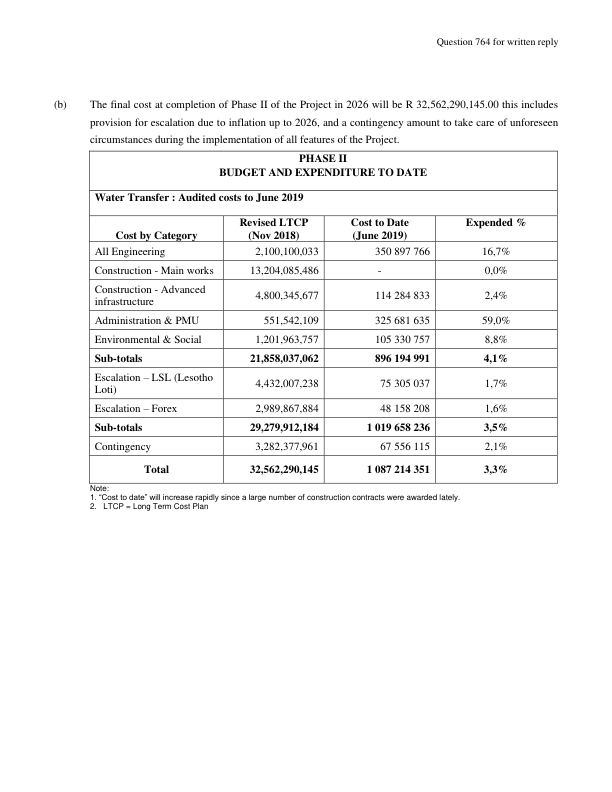 Question 764 for written reply
(b) The final cost at completion of Phase II of the Project in 2026 will be R 32,562,290,145.00 this includes
provision for escalation due to inflation up to 2026, and a contingency amount to take care of unforeseen
circumstances during the implementation of all features of the Project.
PHASE II
BUDGET AND EXPENDITURE TO DATE
Water Transfer : Audited costs to June 2019
Cost by Category Revised LTCP (Nov 2018) Cost to Date (June 2019) Expended %
All Engineering 2,100,100,033 350 897 766 16,7%
Construction - Main works 13,204,085,486 - 0,0%
Construction - Advanced infrastructure 4,800,345,677 114 284 833 2,4%
Administration & PMU 551,542,109 325 681 635 59,0%
Environmental & Social 1,201,963,757 105 330 757 8,8%
Sub-totals 21,858,037,062 896 194 991 4,1%
Escalation – LSL (Lesotho Loti) 4,432,007,238 75 305 037 1,7%
Escalation – Forex 2,989,867,884 48 158 208 1,6%
Sub-totals 29,279,912,184 1 019 658 236 3,5%
Contingency 3,282,377,961 67 556 115 2,1%
Total 32,562,290,145 1 087 214 351 3,3%
Note:
1. "Cost to date" will increase rapidly since a large number of construction contracts were awarded lately.
2. LTCP = Long Term Cost Plan